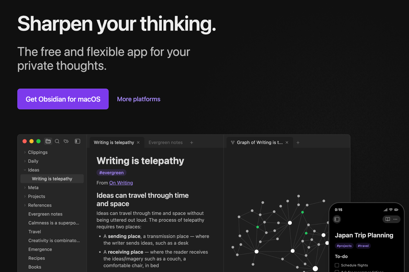 Sharpen your thinking.
The free and flexible app for your
private thoughts.
Get Obsidian for macOS
More platforms
Writing is telepathy
Evergreen notes
Graph of Writing is t...
Clippings
Daily
Ideas
Writing is telepathy
Meta
Projects
References
Evergreen notes
Calmness is a superpow...
Travel
Creativity is combinato...
Emergence
Recipes
Books
Writing is telepathy
#evergreen
From On Writing
Ideas can travel through time
and space
Ideas can travel through time and space without
being uttered out loud. The process of telepathy
requires two places:
• A sending place, a transmission place — where
the writer sends ideas, such as a desk
• A receiving place — where the reader receives
the ideas/imagery such as a couch, a
comfortable chair, in bed
Japan Trip Planning
#projects
#travel
To-do
Schedule flights